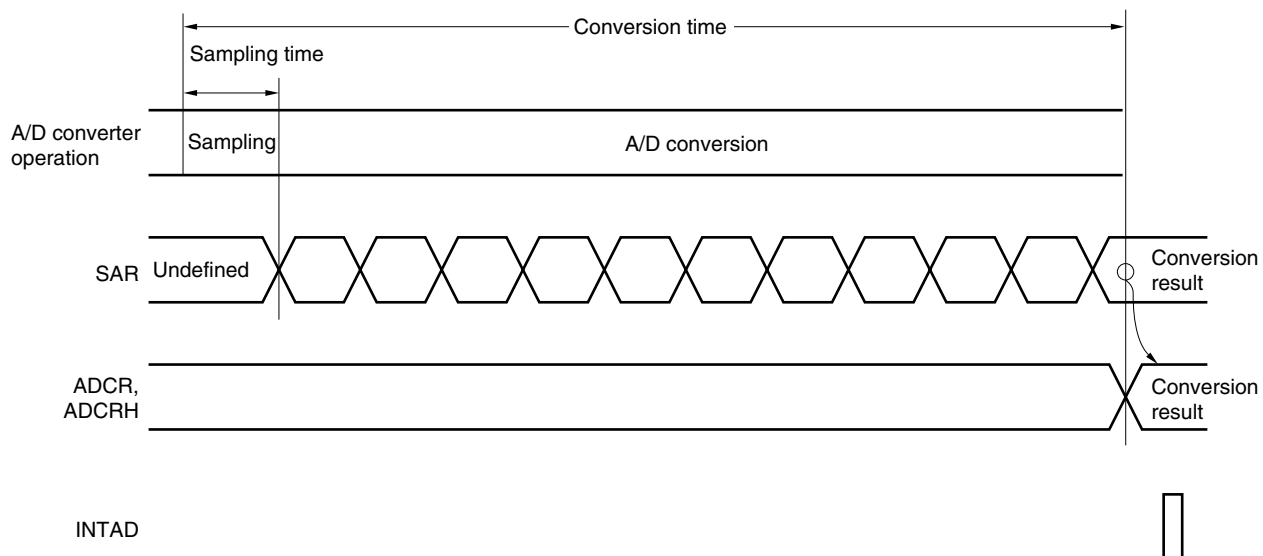 Conversion time
Sampling time
A/D converter
operation
Sampling
A/D conversion
SAR
Undefined
Conversion
result
ADCR,
ADCRH
Conversion
result
INTAD